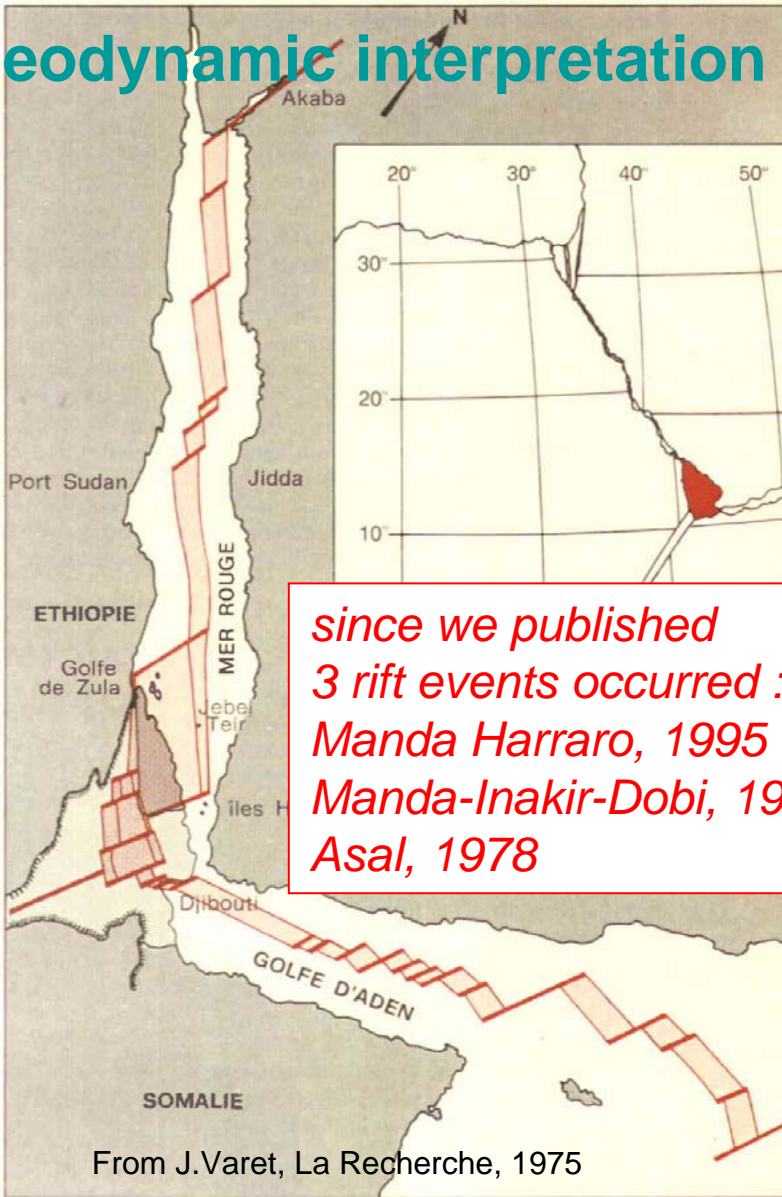 eodynamic interpretation
N
Akaba
20° 30° 40° 50°
30°
20°
10°
Port Sudan
Jidda
MER ROUGE
ETHIOPIE
Golfe
de Zula
Jebel
Teir
îles H
since we published
3 rift events occurred :
Manda Harraro, 1995
Manda-Inakir-Dobi, 19
Asal, 1978
Djibouti
GOLFE D'ADEN
SOMALIE
From J.Varet, La Recherche, 1975